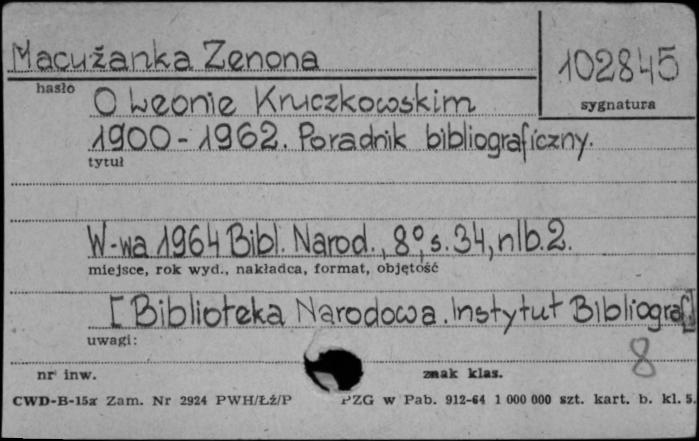 Macużanka Zenona
102845
hasło
sygnatura
O Leonie Kruczkowskim
1900-1962. Poradnik bibliograficzny.
tytuł
W-wa 1964 Bibl. Narod., 8°, s. 34, nlb. 2.
miejsce, rok wyd., nakładca, format, objętość
[Biblioteka Narodowa. Instytut Bibliograf.]
uwagi:
8
nr inw.
znak klas.
CWD-B-15a Zam. Nr 2924 PWH/Łź/P PZG w Pab. 912-64 1 000 000 szt. kart. b. kl. 5.